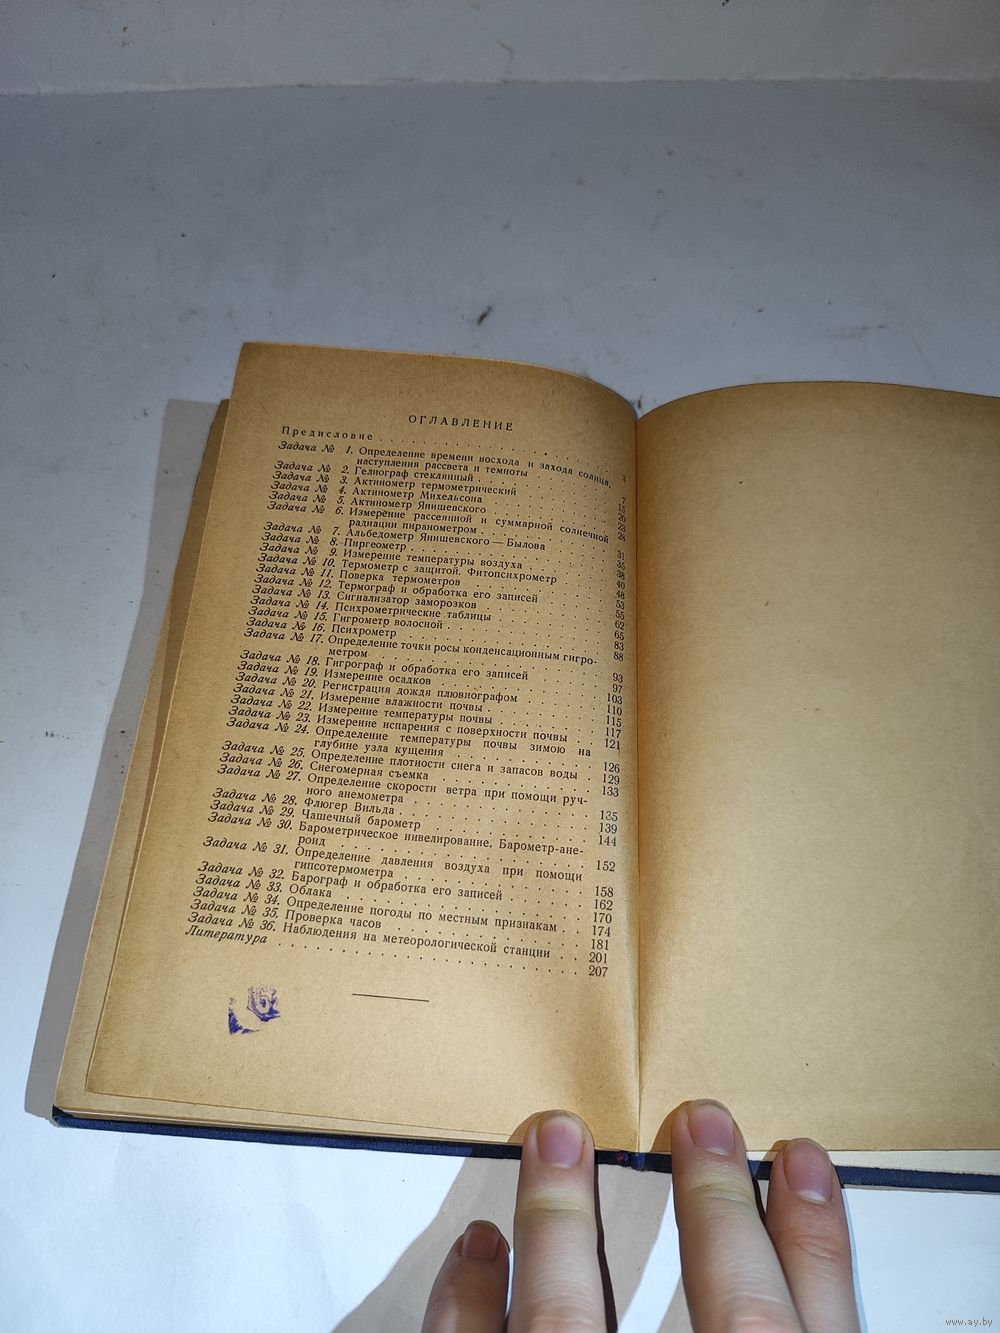 ОГЛАВЛЕНИЕ
Предисловие . . . . . . . . . . . . . . . . . 3
Задача № 1. Определение времени восхода и захода солнца,
наступления рассвета и темноты . . . . . . 7
Задача № 2. Гелиограф стеклянный . . . . . . . . . . 15
Задача № 3. Актинометр термометрический . . . . . . 20
Задача № 4. Актинометр Михельсона . . . . . . . . . 23
Задача № 5. Актинометр Янишевского . . . . . . . . 28
Задача № 6. Измерение рассеянной и суммарной солнечной
радиации пиранометром . . . . . . . . . 31
Задача № 7. Альбедометр Янишевского — Былова . . . . 35
Задача № 8. Пиргеометр . . . . . . . . . . . . . . 38
Задача № 9. Измерение температуры воздуха . . . . . 40
Задача № 10. Термометр с защитой. Фитопсихрометр . . . 48
Задача № 11. Поверка термометров . . . . . . . . . . 53
Задача № 12. Термограф и обработка его записей . . . . 55
Задача № 13. Сигнализатор заморозков . . . . . . . . 62
Задача № 14. Психрометрические таблицы . . . . . . . 65
Задача № 15. Гигрометр волосной . . . . . . . . . . 83
Задача № 16. Психрометр . . . . . . . . . . . . . . 88
Задача № 17. Определение точки росы конденсационным гигро-
метром . . . . . . . . . . . . . . . . 93
Задача № 18. Гигрограф и обработка его записей . . . . 97
Задача № 19. Измерение осадков . . . . . . . . . . . 103
Задача № 20. Регистрация дождя плювиографом . . . . . 110
Задача № 21. Измерение влажности почвы . . . . . . . 115
Задача № 22. Измерение температуры почвы . . . . . . 117
Задача № 23. Измерение испарения с поверхности почвы . . 121
Задача № 24. Определение температуры почвы зимою на
глубине узла кущения . . . . . . . . . . 126
Задача № 25. Определение плотности снега и запасов воды 129
Задача № 26. Снегомерная съемка . . . . . . . . . . 133
Задача № 27. Определение скорости ветра при помощи руч-
ного анемометра . . . . . . . . . . . . 135
Задача № 28. Флюгер Вильда . . . . . . . . . . . . . 139
Задача № 29. Чашечный барометр . . . . . . . . . . . 144
Задача № 30. Барометрическое нивелирование. Барометр-ане-
роид . . . . . . . . . . . . . . . . . 152
Задача № 31. Определение давления воздуха при помощи
гипсотермометра . . . . . . . . . . . . 158
Задача № 32. Барограф и обработка его записей . . . . . 162
Задача № 33. Облака . . . . . . . . . . . . . . . . 170
Задача № 34. Определение погоды по местным признакам . . 174
Задача № 35. Проверка часов . . . . . . . . . . . . 181
Задача № 36. Наблюдения на метеорологической станции . . 201
Литература . . . . . . . . . . . . . . . . . . 207
www.ay.by